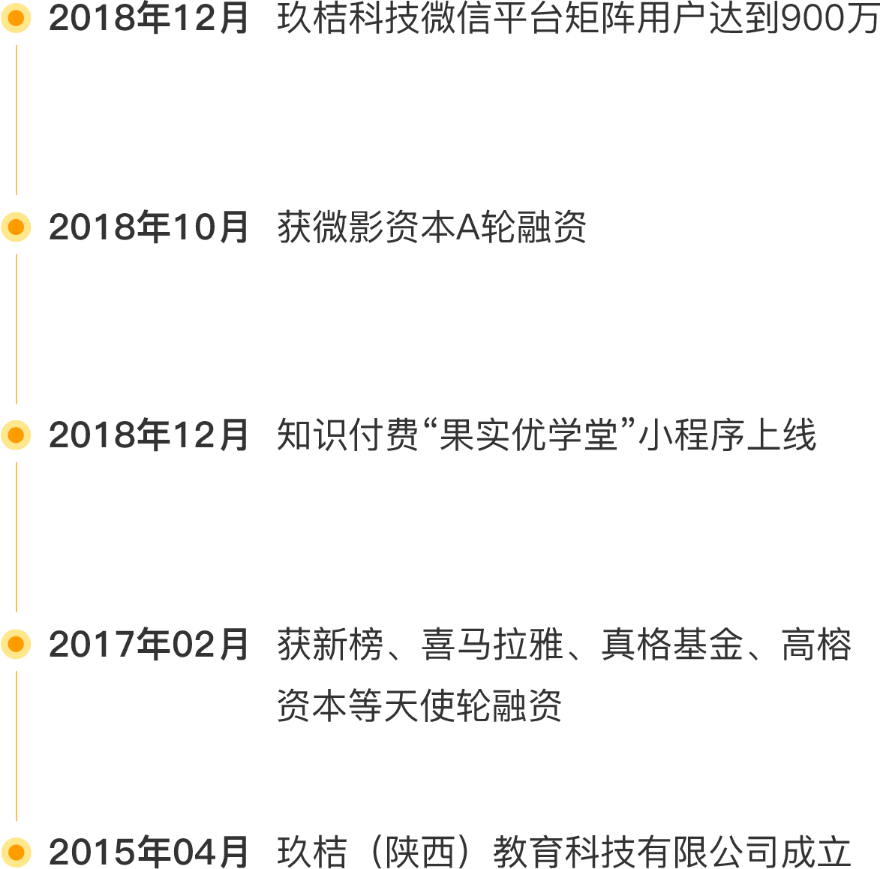 2018年12月 玖桔科技微信平台矩阵用户达到900万
2018年10月 获微影资本A轮融资
2018年12月 知识付费“果实优学堂”小程序上线
2017年02月 获新榜、喜马拉雅、真格基金、高榕
资本等天使轮融资
2015年04月 玖桔（陕西）教育科技有限公司成立